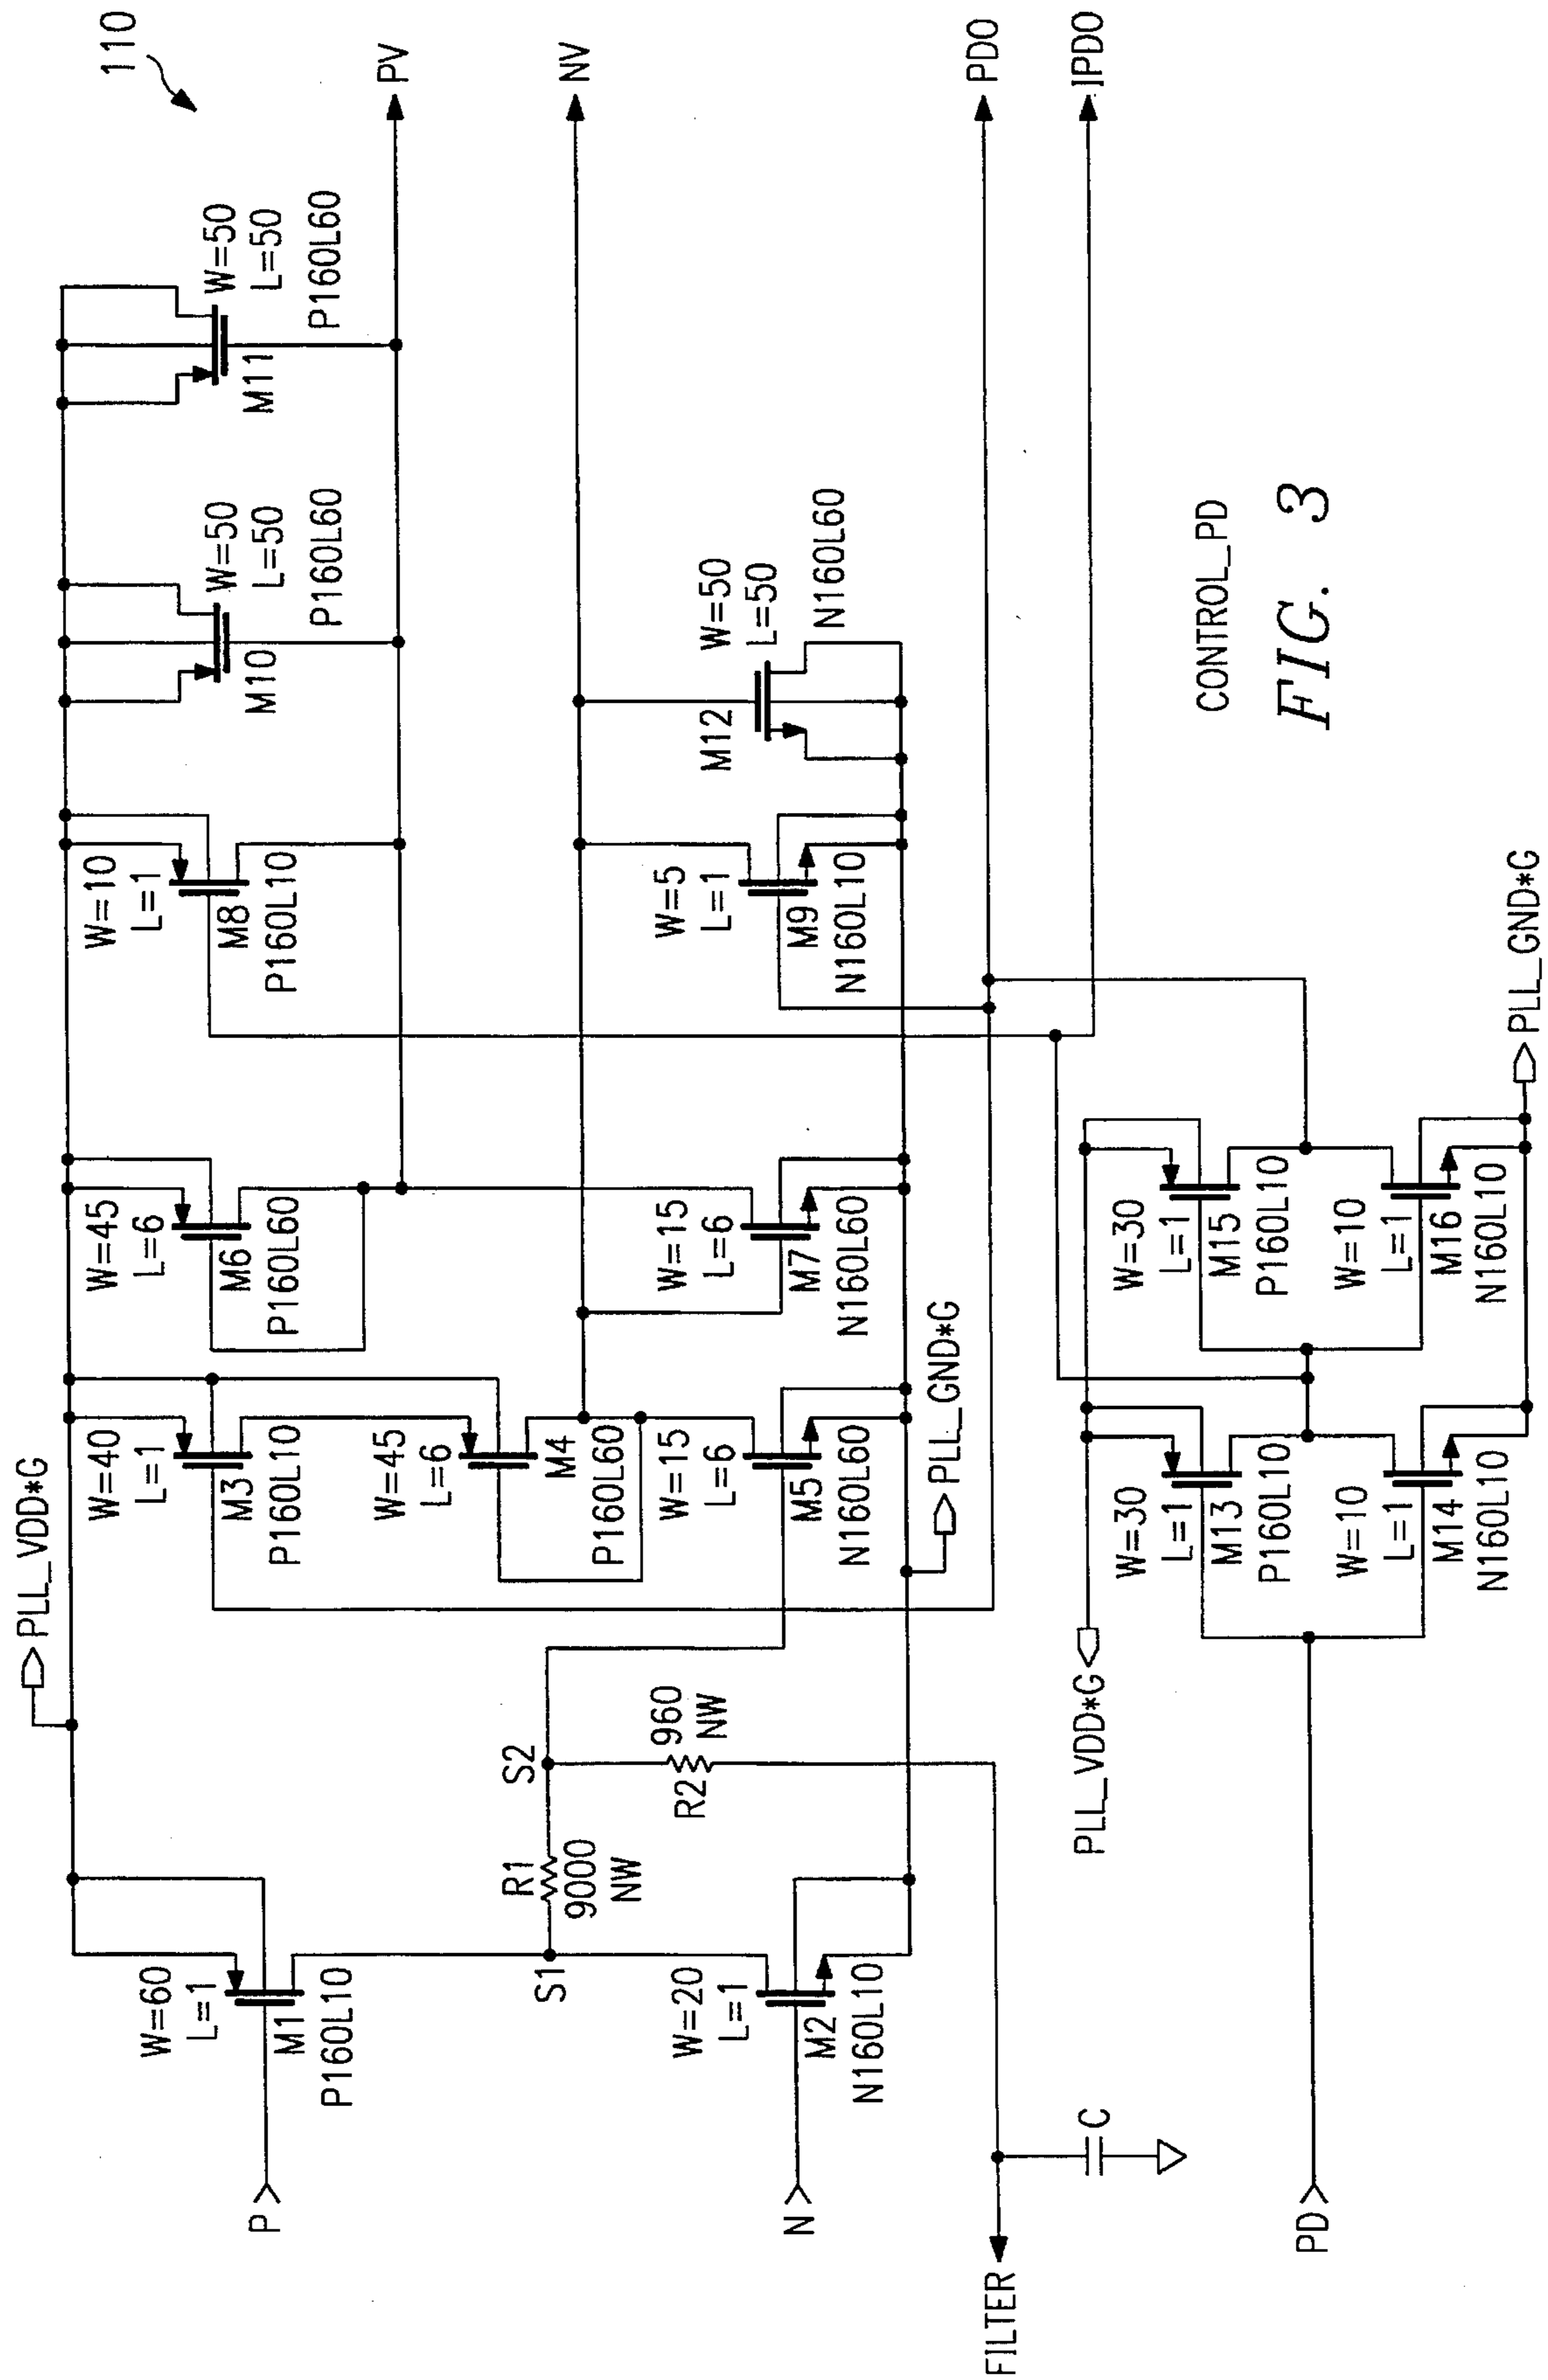 110
PLL_VDD*G
P
W=60
L=1
M1
P160L10
W=40
L=1
M3
P160L10
W=45
L=6
M4
P160L60
W=45
L=6
M6
P160L60
W=10
L=1
M8
P160L10
W=50
L=50
M10
P160L60
W=50
L=50
M11
P160L60
PV
NV
S1
R1
9000
NW
S2
960
NW
R2
N
W=20
L=1
M2
N160L10
W=15
L=6
M5
N160L60
W=15
L=6
M7
N160L60
W=5
L=1
M9
N160L10
W=50
L=50
M12
N160L60
PLL_GND*G
FILTER
C
PDO
IPDO
PLL_VDD*G
PD
W=30
L=1
M13
P160L10
W=10
L=1
M14
N160L10
W=30
L=1
M15
P160L10
W=10
L=1
M16
N160L10
PLL_GND*G
CONTROL_PD
FIG. 3